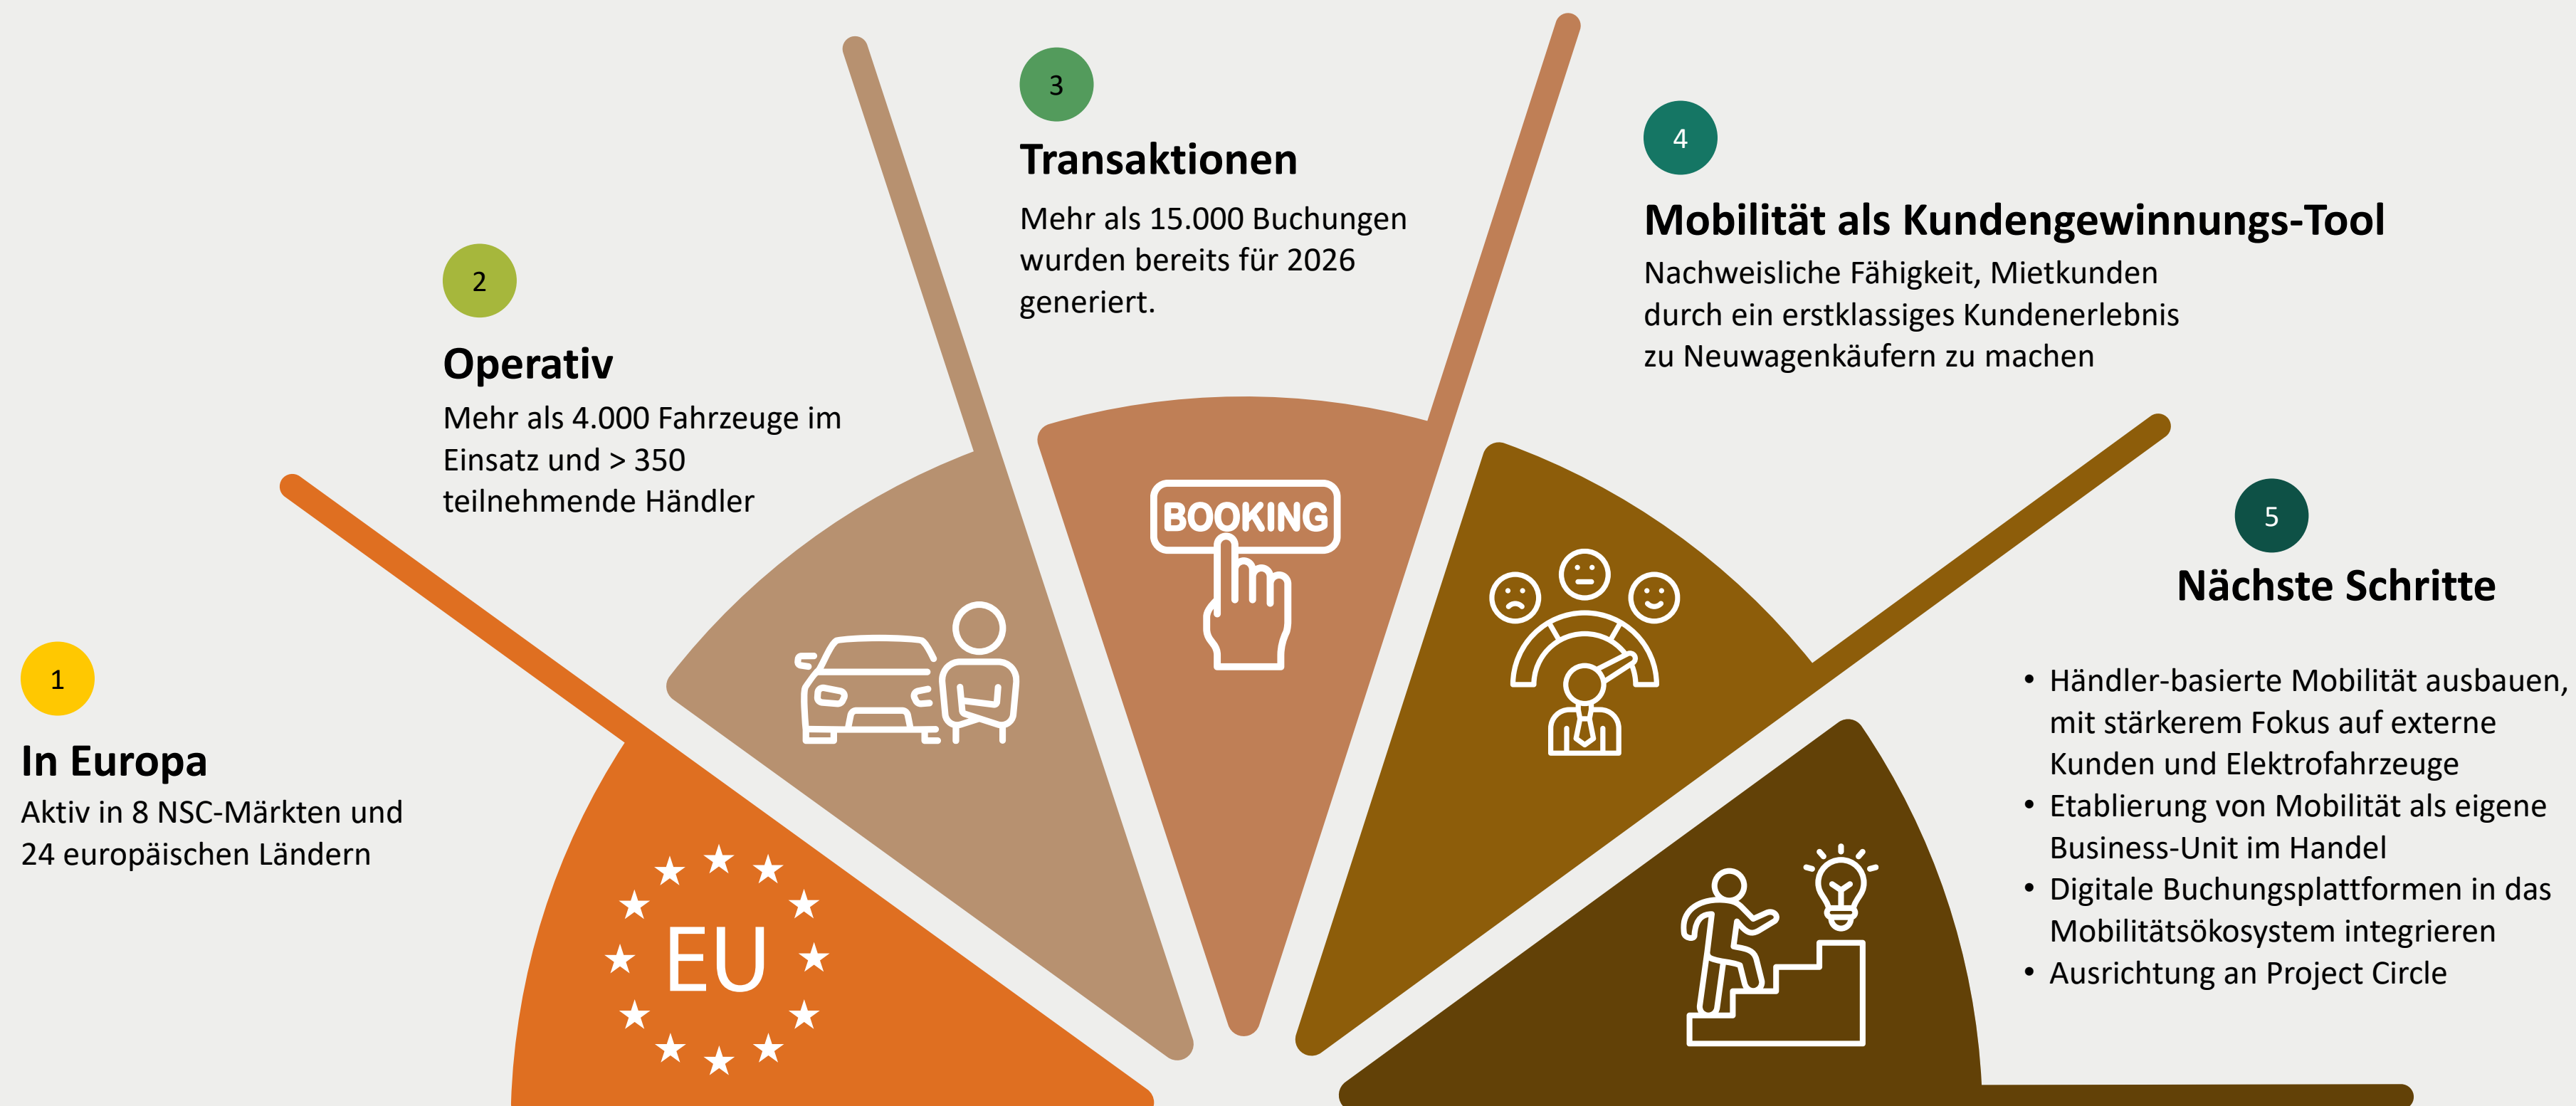 1
In Europa
Aktiv in 8 NSC-Märkten und
24 europäischen Ländern
EU
2
Operativ
Mehr als 4.000 Fahrzeuge im
Einsatz und > 350
teilnehmende Händler
3
Transaktionen
Mehr als 15.000 Buchungen
wurden bereits für 2026
generiert.
BOOKING
4
Mobilität als Kundengewinnungs-Tool
Nachweisliche Fähigkeit, Mietkunden
durch ein erstklassiges Kundenerlebnis
zu Neuwagenkäufern zu machen
5
Nächste Schritte
• Händler-basierte Mobilität ausbauen,
mit stärkerem Fokus auf externe
Kunden und Elektrofahrzeuge
• Etablierung von Mobilität als eigene
Business-Unit im Handel
• Digitale Buchungsplattformen in das
Mobilitätsökosystem integrieren
• Ausrichtung an Project Circle